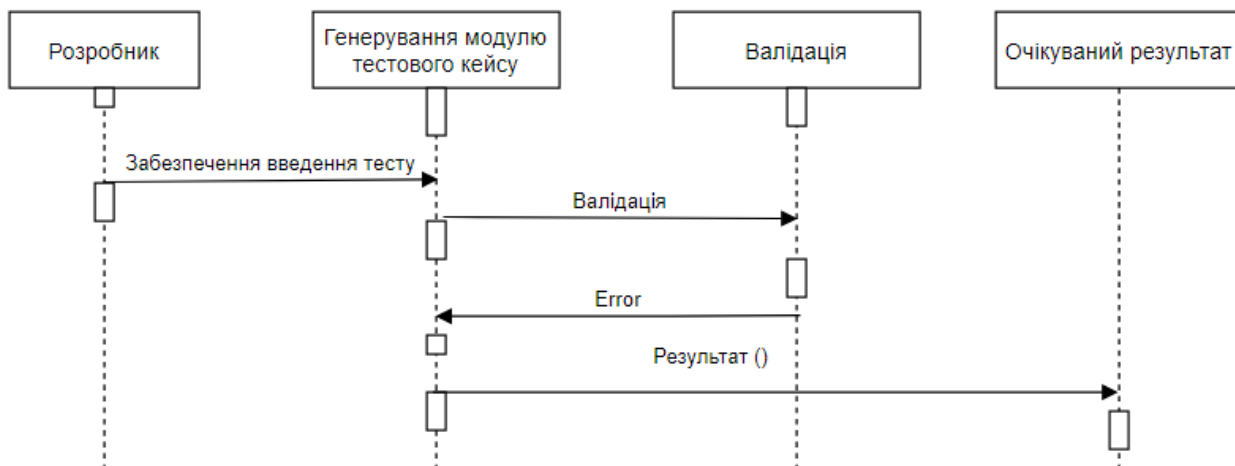 Розробник
Генерування модулю
тестового кейсу
Валідація
Очікуваний результат
Забезпечення введення тесту
Валідація
Error
Результат ()